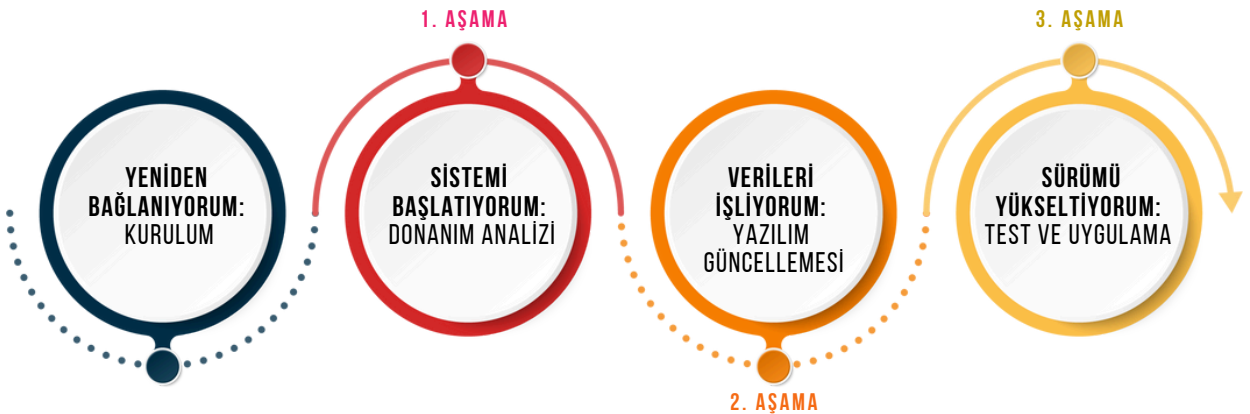 YENİDEN
BAĞLANIYORUM:
KURULUM
1. AŞAMA
SİSTEMİ
BAŞLATIYORUM:
DONANIM ANALİZİ
VERİLERİ
İŞLİYORUM:
YAZILIM
GÜNCELLEMESİ
2. AŞAMA
3. AŞAMA
SÜRÜMÜ
YÜKSELTİYORUM:
TEST VE UYGULAMA